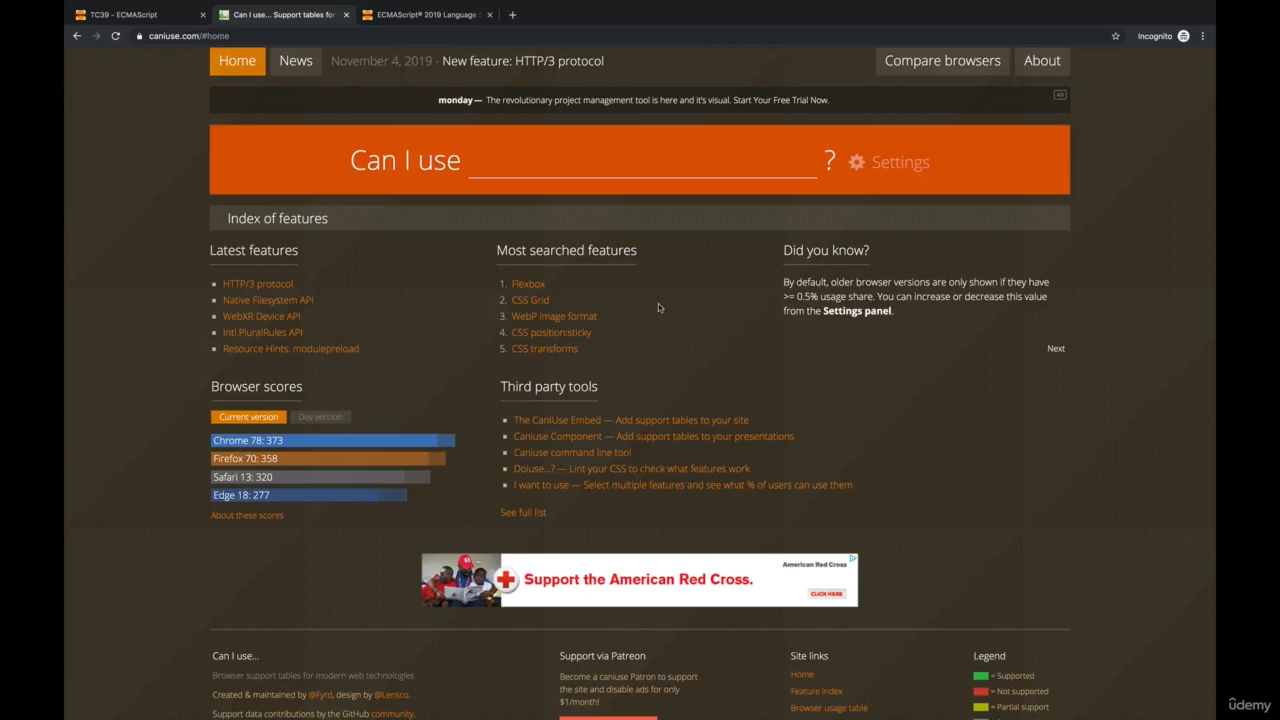 TC39 – ECMAScript
Can I use... Support tables for
ECMAScript® 2019 Language
caniuse.com/#home
Incognito
Home
News
November 4, 2019 - New feature: HTTP/3 protocol
Compare browsers
About
monday — The revolutionary project management tool is here and it's visual. Start Your Free Trial Now.
AD
Can I use
?
Settings
Index of features
Latest features
HTTP/3 protocol
Native Filesystem API
WebXR Device API
Intl.PluralRules API
Resource Hints: modulepreload
Most searched features
1. Flexbox
2. CSS Grid
3. WebP image format
4. CSS position:sticky
5. CSS transforms
Did you know?
By default, older browser versions are only shown if they have
>= 0.5% usage share. You can increase or decrease this value
from the Settings panel.
Next
Browser scores
Current version
Dev version
Chrome 78: 373
Firefox 70: 358
Safari 13: 320
Edge 18: 277
About these scores
Third party tools
The CanIUse Embed — Add support tables to your site
Caniuse Component — Add support tables to your presentations
Caniuse command line tool
Doiuse...? — Lint your CSS to check what features work
I want to use — Select multiple features and see what % of users can use them
See full list
Support the American Red Cross.
American Red Cross
CLICK HERE
Can I use...
Browser support tables for modern web technologies
Created & maintained by @Fyrd, design by @Lensco.
Support data contributions by the GitHub community.
Support via Patreon
Become a caniuse Patron to support
the site and disable ads for only
$1/month!
Site links
Home
Feature index
Browser usage table
Legend
= Supported
= Not supported
= Partial support
ûdemy